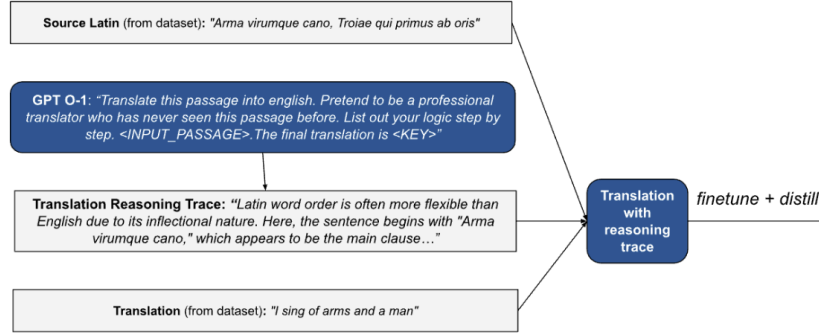 Source Latin (from dataset): "Arma virumque cano, Troiae qui primus ab oris"
GPT O-1: "Translate this passage into english. Pretend to be a professional
translator who has never seen this passage before. List out your logic step by
step. <INPUT_PASSAGE>.The final translation is <KEY>"
Translation Reasoning Trace: "Latin word order is often more flexible than
English due to its inflectional nature. Here, the sentence begins with "Arma
virumque cano," which appears to be the main clause…"
Translation (from dataset): "I sing of arms and a man"
Translation
with
reasoning
trace
finetune + distill